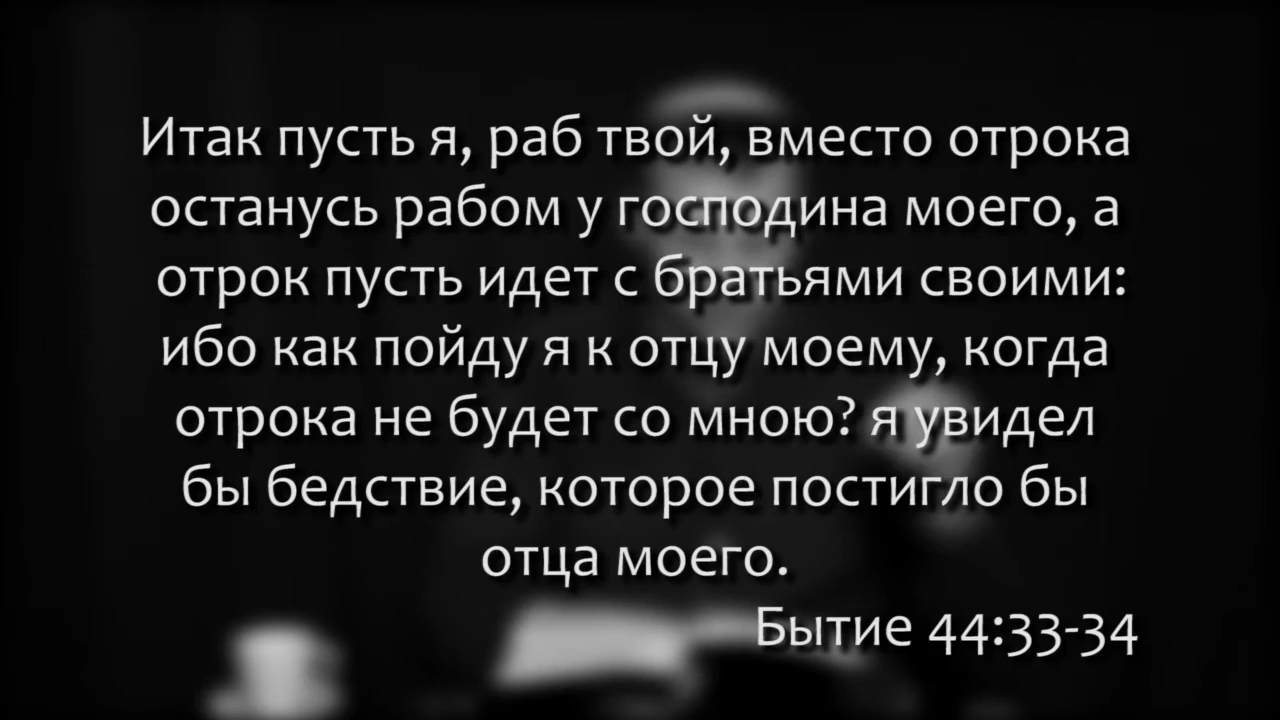 Итак пусть я, раб твой, вместо отрока
останусь рабом у господина моего, а
отрок пусть идет с братьями своими:
ибо как пойду я к отцу моему, когда
отрока не будет со мною? я увидел
бы бедствие, которое постигло бы
отца моего.
Бытие 44:33-34